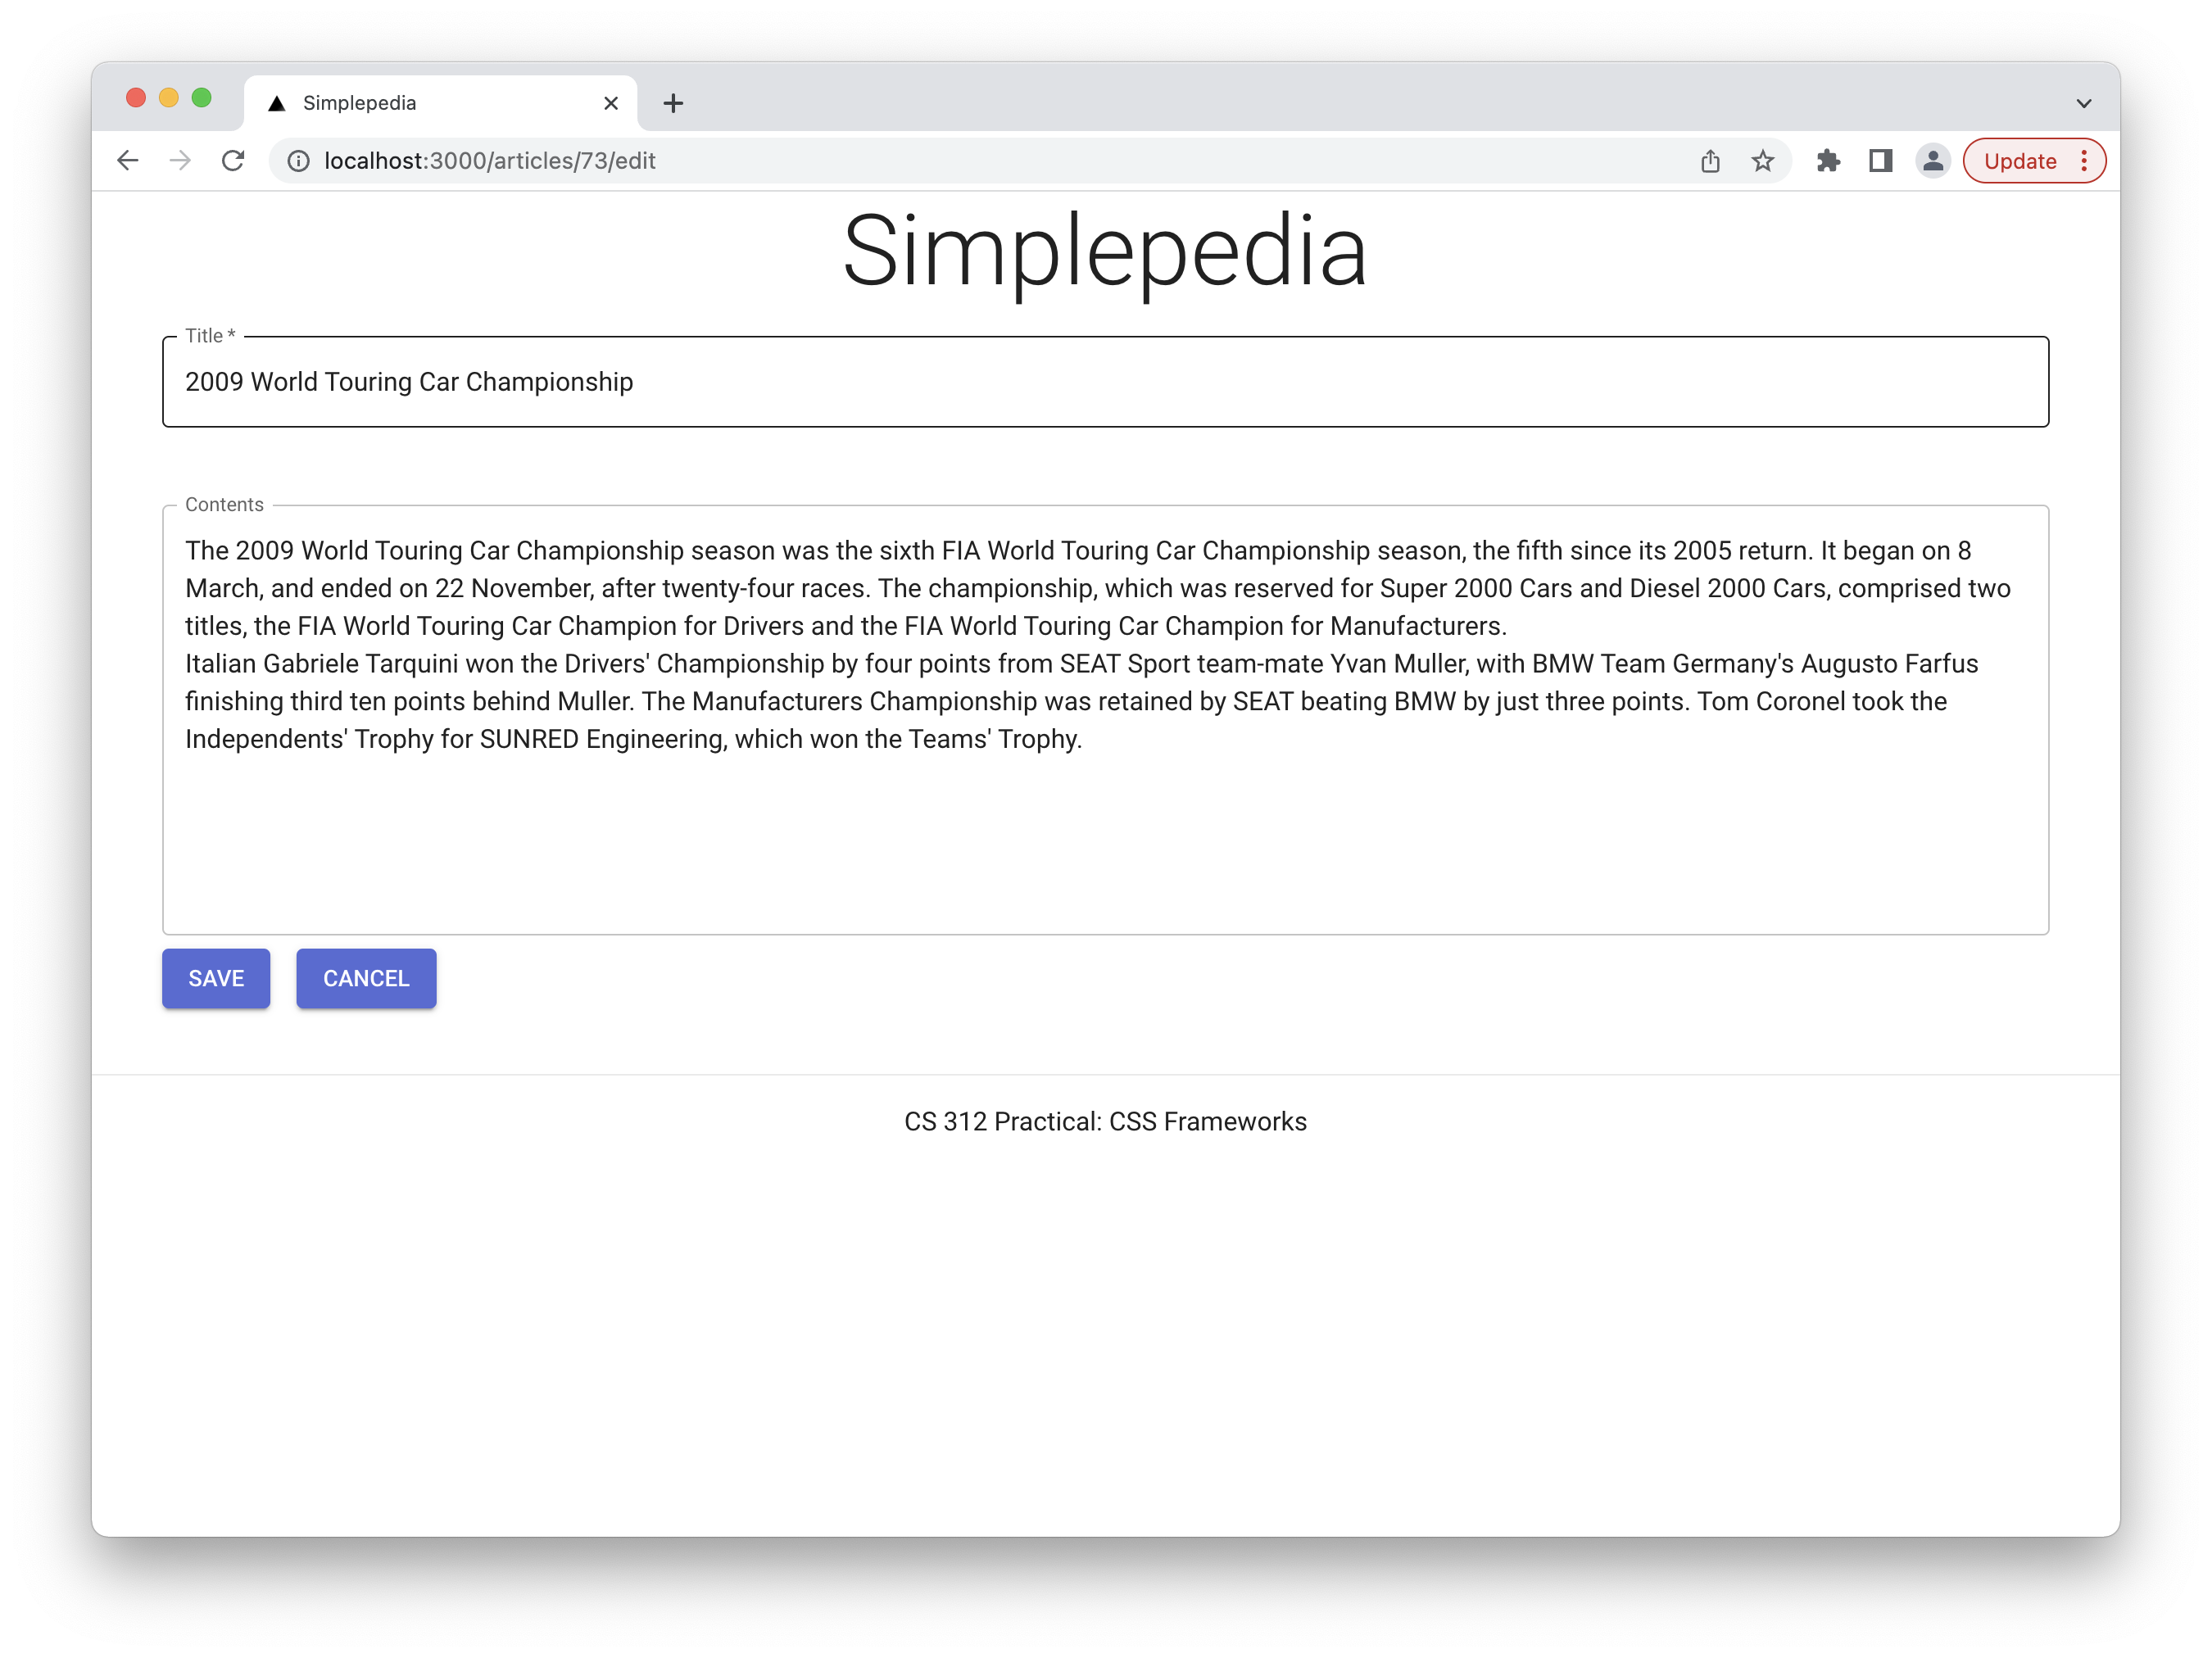 Simplepedia
localhost:3000/articles/73/edit
Update
Simplepedia
Title *
2009 World Touring Car Championship
Contents
The 2009 World Touring Car Championship season was the sixth FIA World Touring Car Championship season, the fifth since its 2005 return. It began on 8
March, and ended on 22 November, after twenty-four races. The championship, which was reserved for Super 2000 Cars and Diesel 2000 Cars, comprised two
titles, the FIA World Touring Car Champion for Drivers and the FIA World Touring Car Champion for Manufacturers.
Italian Gabriele Tarquini won the Drivers' Championship by four points from SEAT Sport team-mate Yvan Muller, with BMW Team Germany's Augusto Farfus
finishing third ten points behind Muller. The Manufacturers Championship was retained by SEAT beating BMW by just three points. Tom Coronel took the
Independents' Trophy for SUNRED Engineering, which won the Teams' Trophy.
SAVE CANCEL
CS 312 Practical: CSS Frameworks